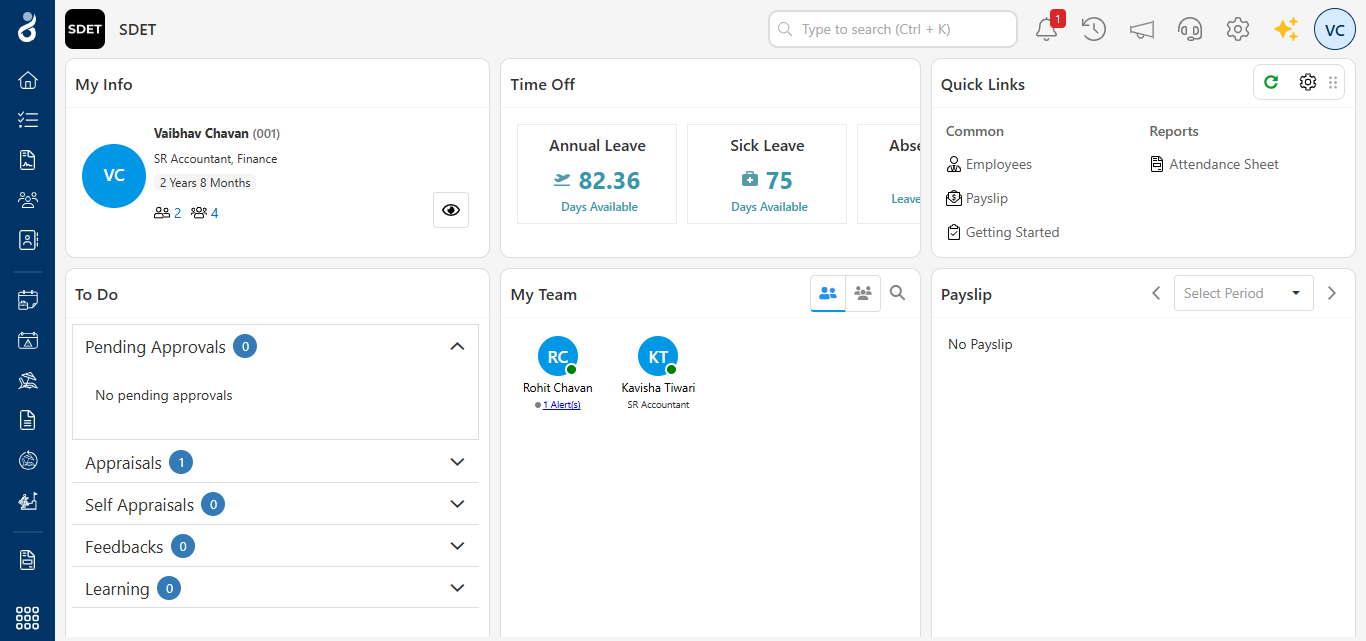 SDET
SDET
Type to search (Ctrl + K)
1
VC
My Info
VC
Vaibhav Chavan (001)
SR Accountant, Finance
2 Years 8 Months
2
4
Time Off
Annual Leave
82.36
Days Available
Sick Leave
75
Days Available
Abse
Leave
Quick Links
Common
Reports
Employees
Attendance Sheet
Payslip
Getting Started
To Do
Pending Approvals 0
No pending approvals
Appraisals 1
Self Appraisals 0
Feedbacks 0
Learning 0
My Team
RC
Rohit Chavan
1 Alert(s)
KT
Kavisha Tiwari
SR Accountant
Payslip
Select Period
No Payslip